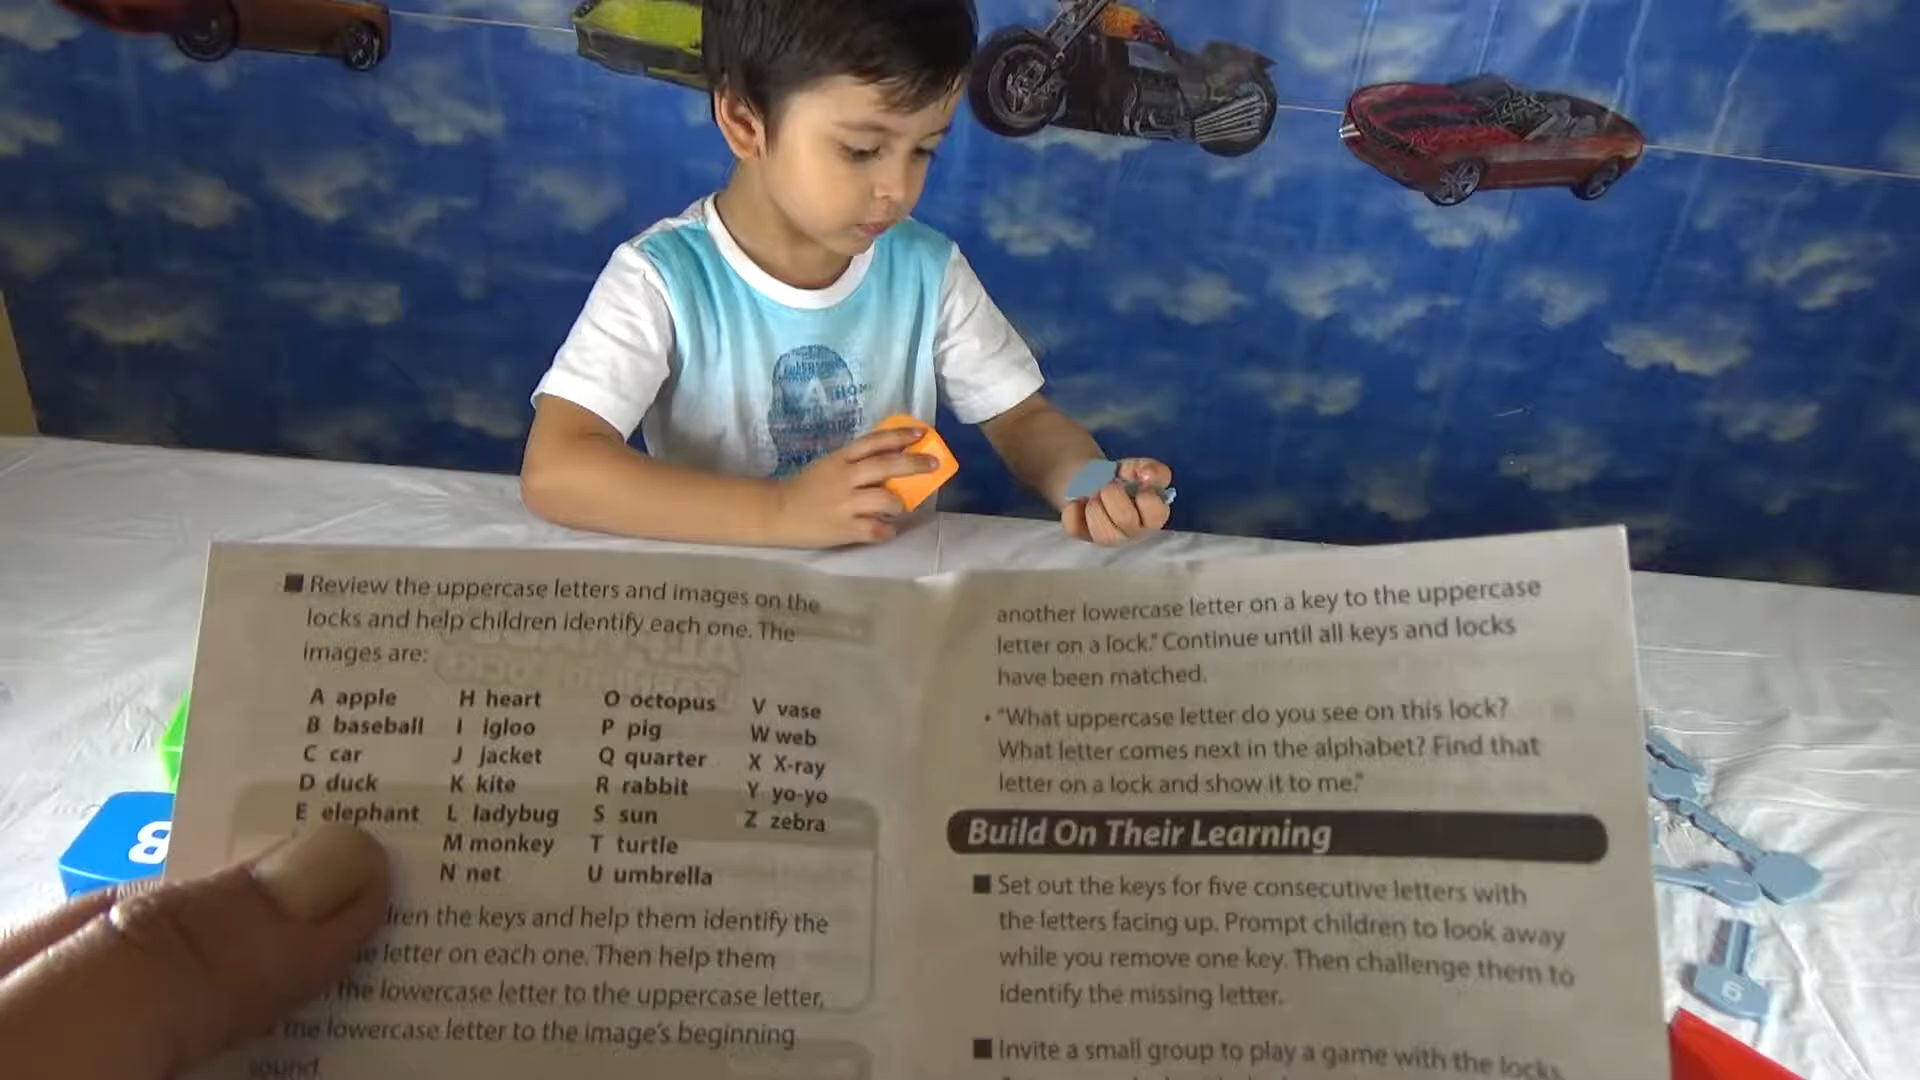 ■ Review the uppercase letters and images on the
locks and help children identify each one. The
images are:
A apple
B baseball
C car
D duck
E elephant
H heart
I igloo
J jacket
K kite
L ladybug
M monkey
N net
O octopus
P pig
Q quarter
R rabbit
S sun
T turtle
U umbrella
V vase
W web
X X-ray
Y yo-yo
Z zebra
the keys and help them identify the
letter on each one. Then help them
the lowercase letter to the uppercase letter,
the lowercase letter to the image's beginning
sound.
another lowercase letter on a key to the uppercase
letter on a lock." Continue until all keys and locks
have been matched.
• "What uppercase letter do you see on this lock?
What letter comes next in the alphabet? Find that
letter on a lock and show it to me."
Build On Their Learning
■ Set out the keys for five consecutive letters with
the letters facing up. Prompt children to look away
while you remove one key. Then challenge them to
identify the missing letter.
■ Invite a small group to play a game with the locks.
B